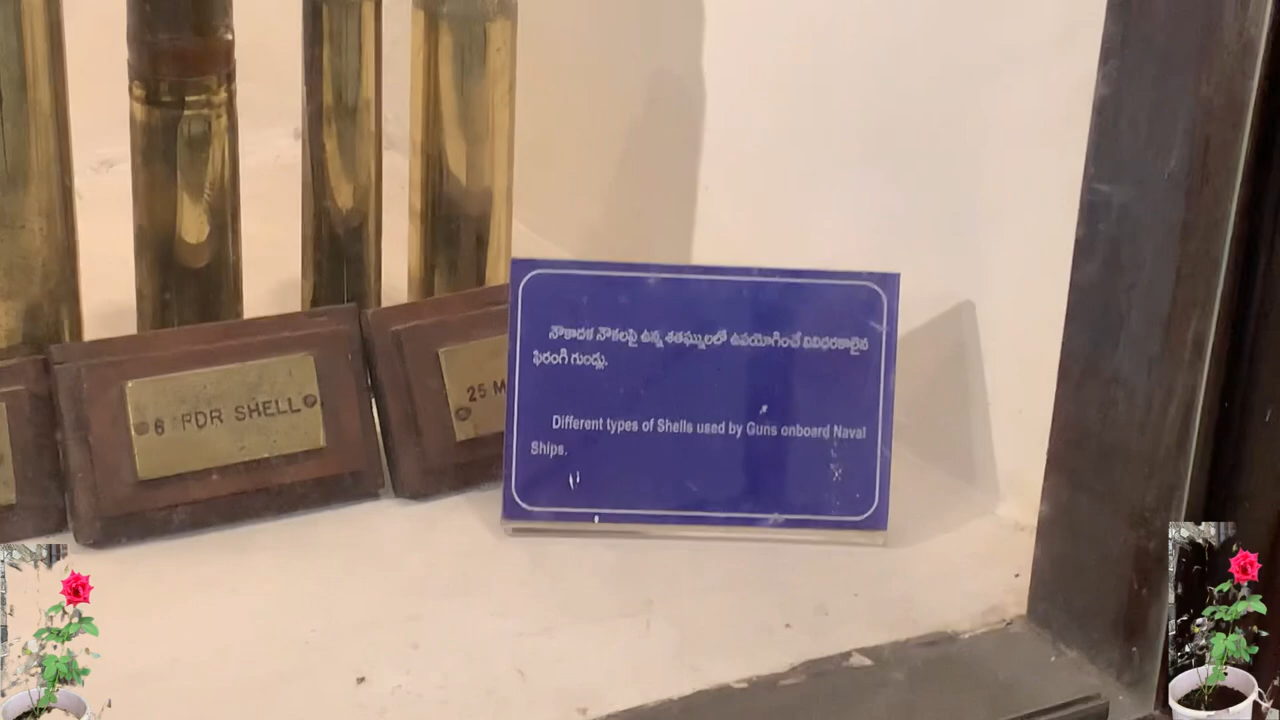 6 PDR SHELL
25 M
నౌకాదళ నౌకలపై ఉన్న శతఘ్నులలో ఉపయోగించే వివిధరకాలైన
ఫిరంగి గుండ్లు.
Different types of Shells used by Guns onboard Naval
Ships.